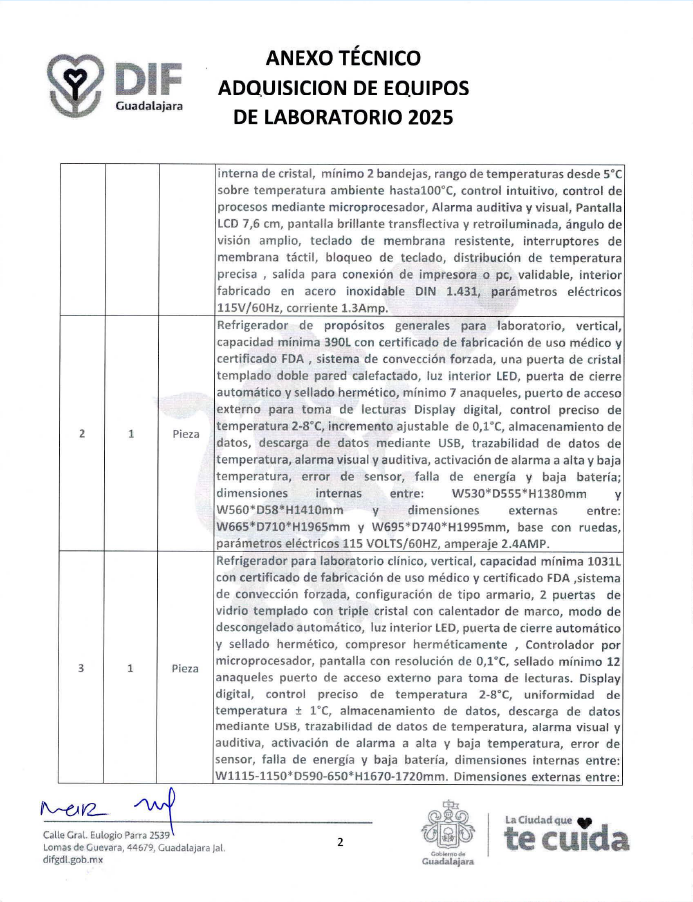 DIF
Guadalajara
ANEXO TÉCNICO
ADQUISICION DE EQUIPOS
DE LABORATORIO 2025
interna de cristal, mínimo 2 bandejas, rango de temperaturas desde 5°C
sobre temperatura ambiente hasta100°C, control intuitivo, control de
procesos mediante microprocesador, Alarma auditiva y visual, Pantalla
LCD 7,6 cm, pantalla brillante transflectiva y retroiluminada, ángulo de
visión amplio, teclado de membrana resistente, interruptores de
membrana táctil, bloqueo de teclado, distribución de temperatura
precisa , salida para conexión de impresora o pc, validable, interior
fabricado en acero inoxidable DIN 1.431, parámetros eléctricos
115V/60Hz, corriente 1.3Amp.
2 1 Pieza
Refrigerador de propósitos generales para laboratorio, vertical,
capacidad mínima 390L con certificado de fabricación de uso médico y
certificado FDA , sistema de convección forzada, una puerta de cristal
templado doble pared calefactado, luz interior LED, puerta de cierre
automático y sellado hermético, mínimo 7 anaqueles, puerto de acceso
externo para toma de lecturas Display digital, control preciso de
temperatura 2-8°C, incremento ajustable de 0,1°C, almacenamiento de
datos, descarga de datos mediante USB, trazabilidad de datos de
temperatura, alarma visual y auditiva, activación de alarma a alta y baja
temperatura, error de sensor, falla de energía y baja batería;
dimensiones internas entre: W530*D555*H1380mm y
W560*D58*H1410mm y dimensiones externas entre:
W665*D710*H1965mm y W695*D740*H1995mm, base con ruedas,
parámetros eléctricos 115 VOLTS/60HZ, amperaje 2.4AMP.
3 1 Pieza
Refrigerador para laboratorio clínico, vertical, capacidad mínima 1031L
con certificado de fabricación de uso médico y certificado FDA ,sistema
de convección forzada, configuración de tipo armario, 2 puertas de
vidrio templado con triple cristal con calentador de marco, modo de
descongelado automático, luz interior LED, puerta de cierre automático
y sellado hermético, compresor herméticamente , Controlador por
microprocesador, pantalla con resolución de 0,1°C, sellado mínimo 12
anaqueles puerto de acceso externo para toma de lecturas. Display
digital, control preciso de temperatura 2-8°C, uniformidad de
temperatura ± 1°C, almacenamiento de datos, descarga de datos
mediante USB, trazabilidad de datos de temperatura, alarma visual y
auditiva, activación de alarma a alta y baja temperatura, error de
sensor, falla de energía y baja batería, dimensiones internas entre:
W1115-1150*D590-650*H1670-1720mm. Dimensiones externas entre:
Calle Gral. Eulogio Parra 2539
Lomas de Guevara, 44679, Guadalajara Jal.
difgdl.gob.mx
2
Gobierno de
Guadalajara
La Ciudad que
te cuida